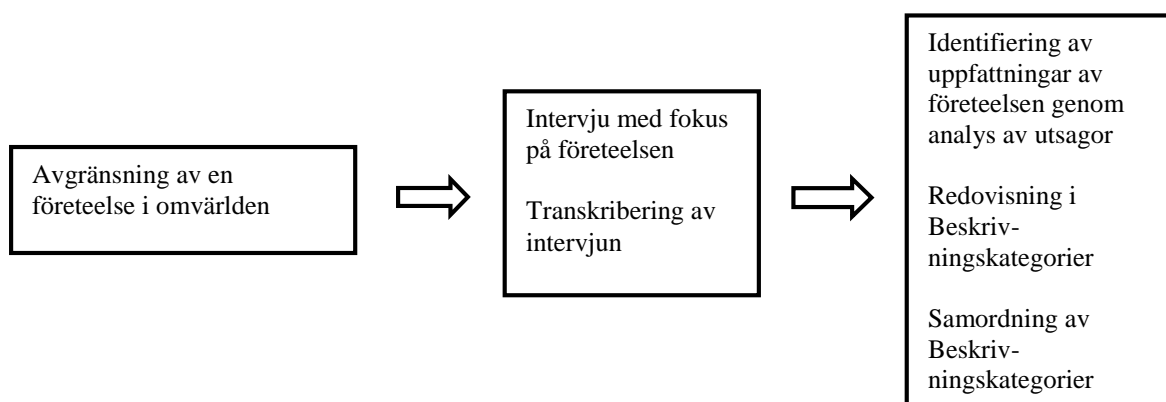 Avgränsning av en
företeelse i omvärlden
Intervju med fokus
på företeelsen
Transkribering av
intervjun
Identifiering av
uppfattningar av
företeelsen genom
analys av utsagor
Redovisning i
Beskriv-
ningskategorier
Samordning av
Beskriv-
ningskategorier